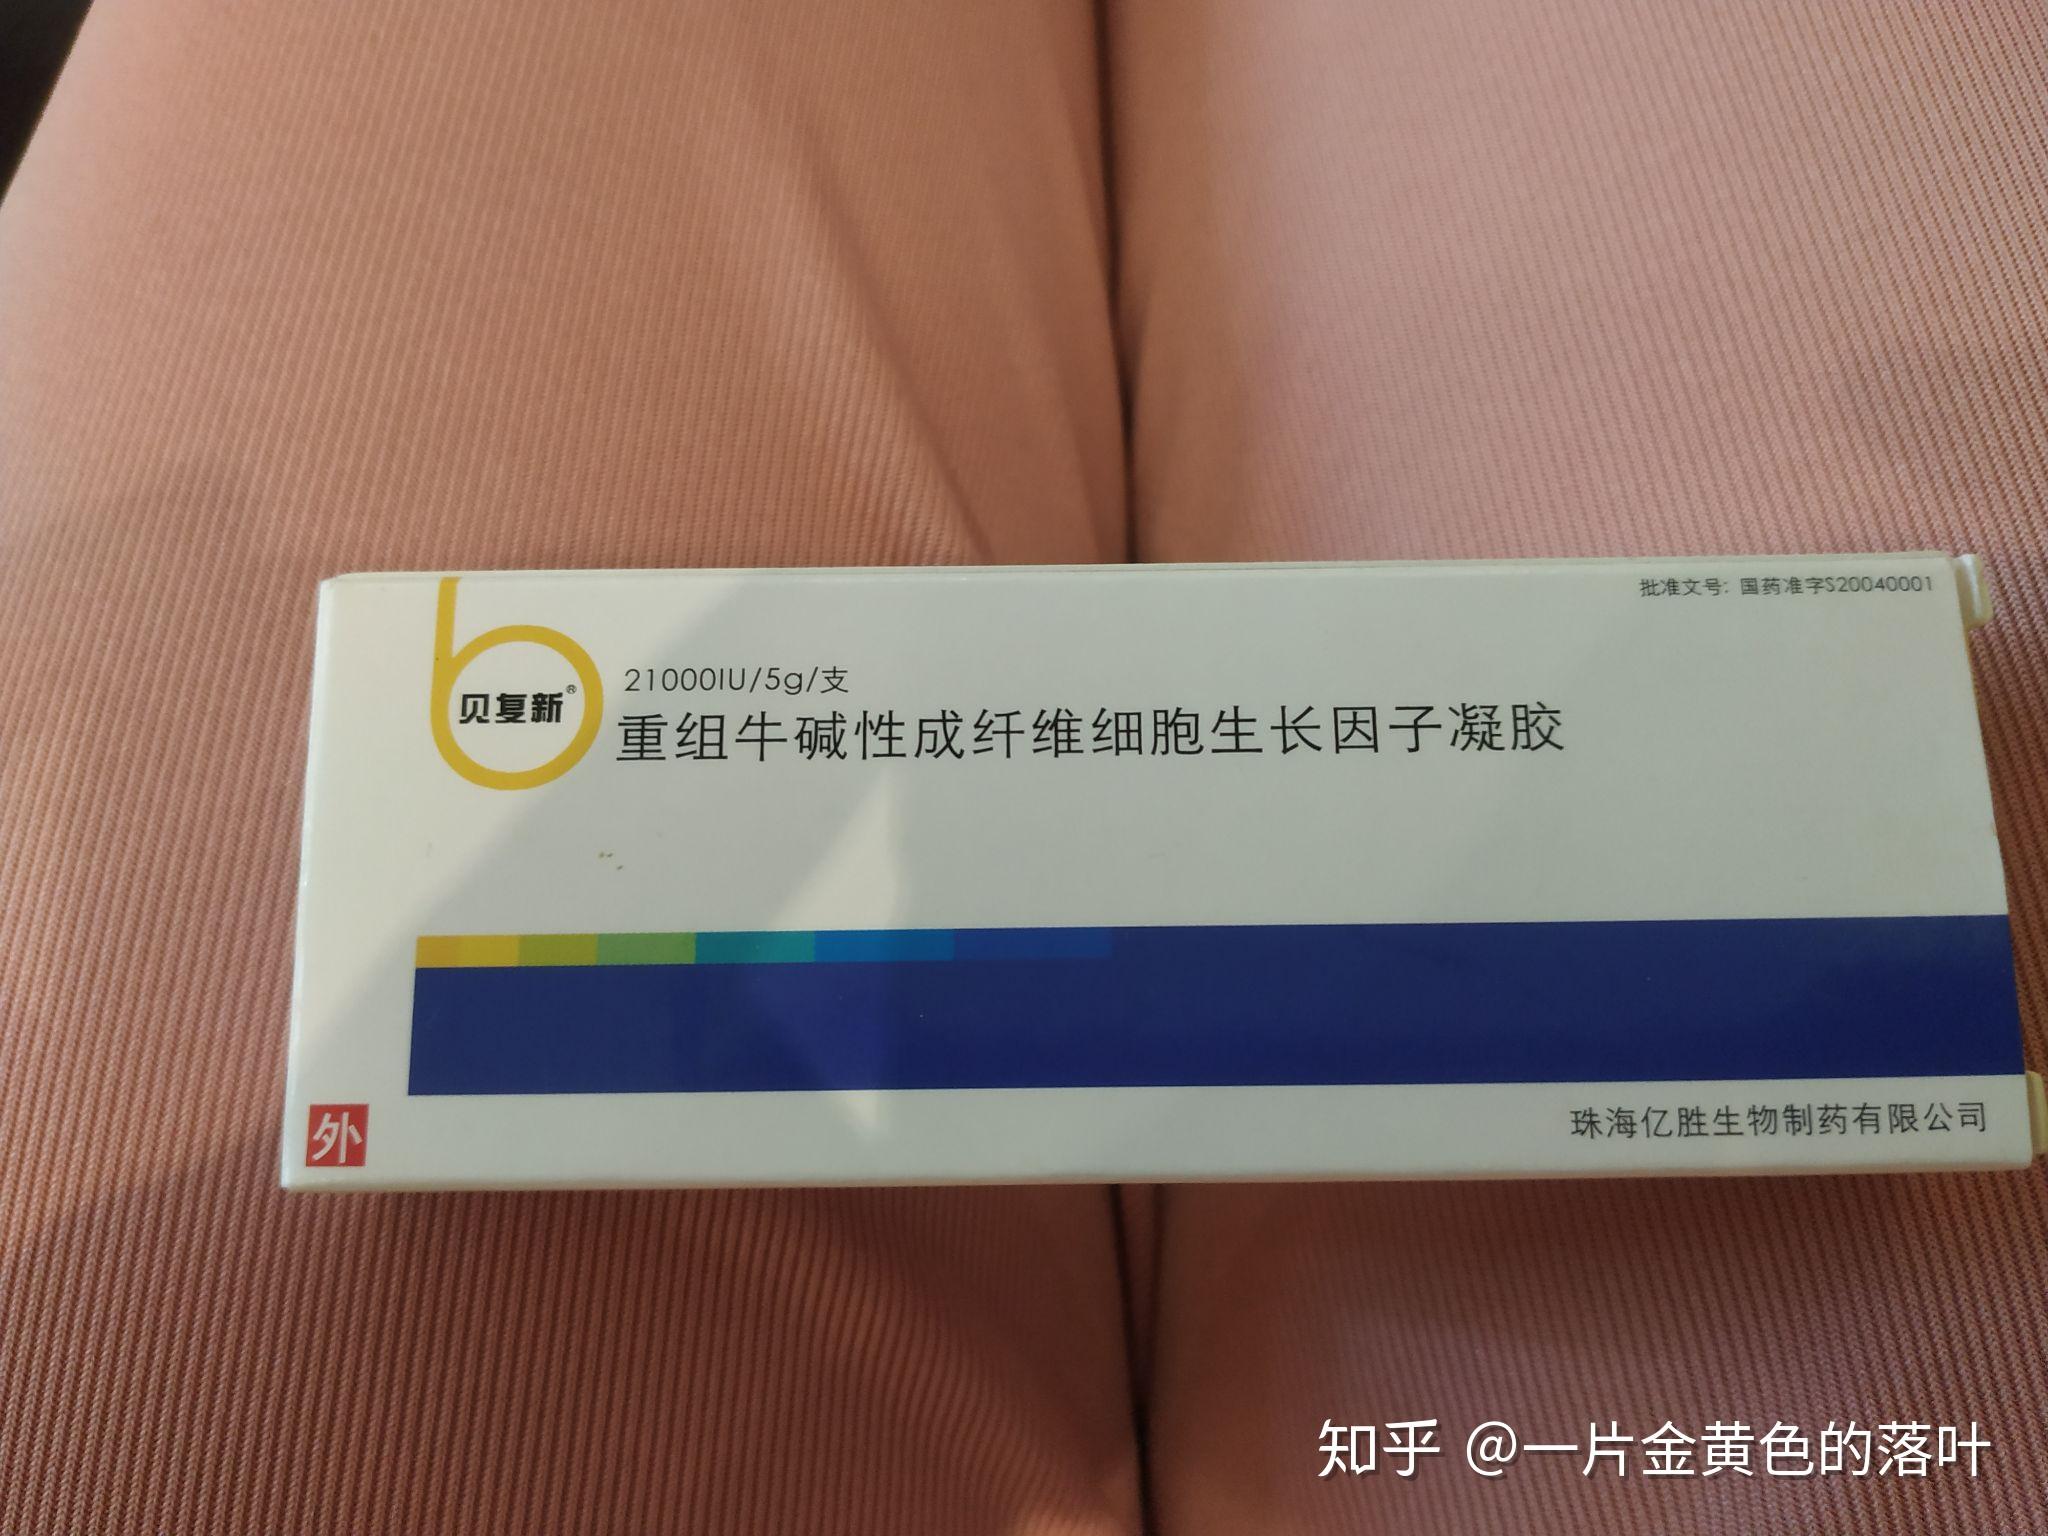 批准文号: 国药准字S20040001
21000IU/5g/支
贝复新®
重组牛碱性成纤维细胞生长因子凝胶
外
珠海亿胜生物制药有限公司
知乎 @一片金黄色的落叶